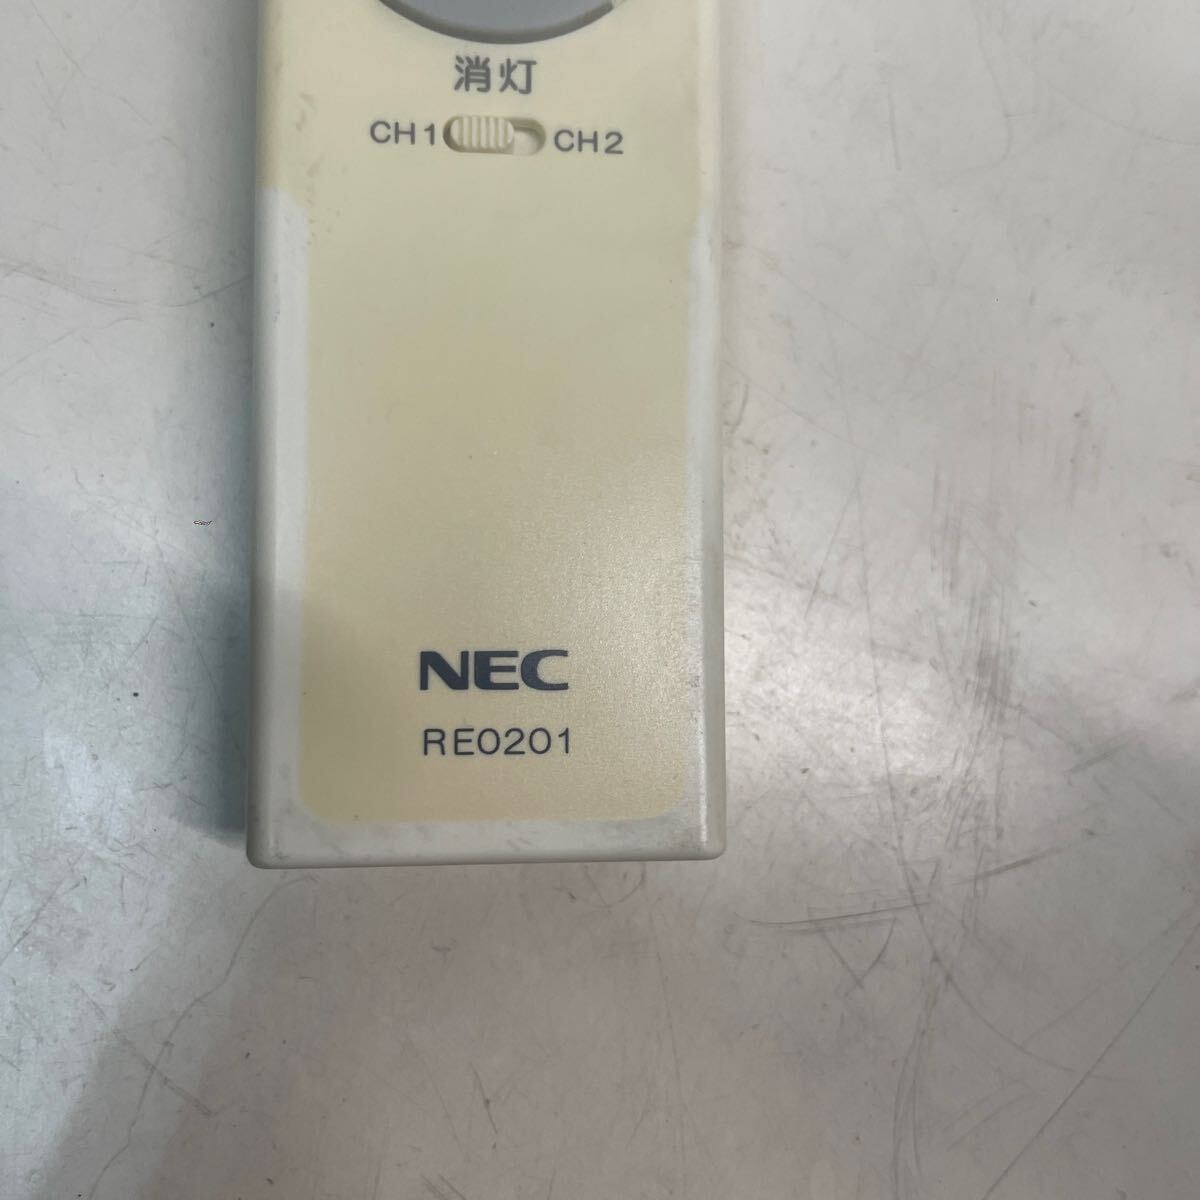 消灯
CH1 CH2
NEC
RE0201